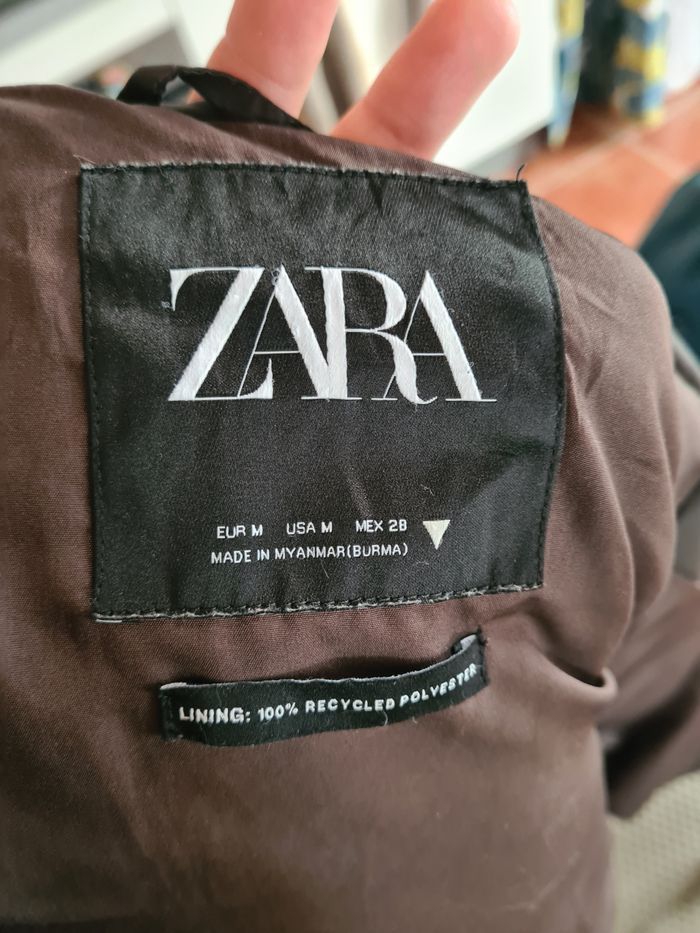 ZARA
EUR M USA M MEX 28
MADE IN MYANMAR(BURMA)
LINING: 100% RECYCLED POLYESTER